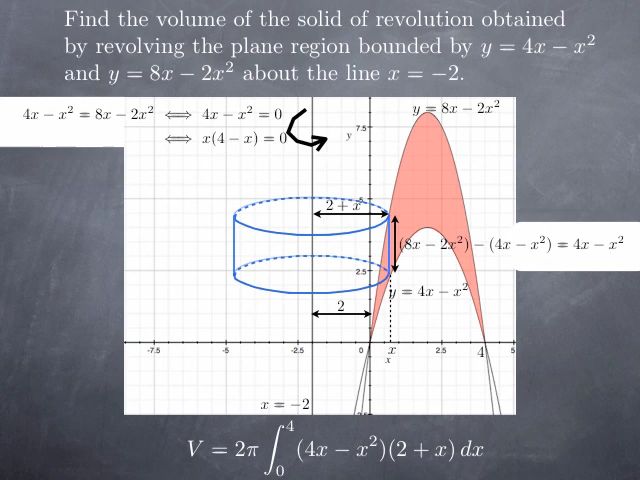 Find the volume of the solid of revolution obtained
by revolving the plane region bounded by y = 4x − x²
and y = 8x − 2x² about the line x = −2.
4x − x² = 8x − 2x² ⟺ 4x − x² = 0
⟺ x(4 − x) = 0
y = 8x − 2x²
y
7.5
5
2 + x
(8x − 2x²) − (4x − x²) = 4x − x²
2.5
y = 4x − x²
2
-7.5 -5 -2.5 0 x 2.5 4 5
x
x = −2
V = 2π ∫₀⁴ (4x − x²)(2 + x) dx